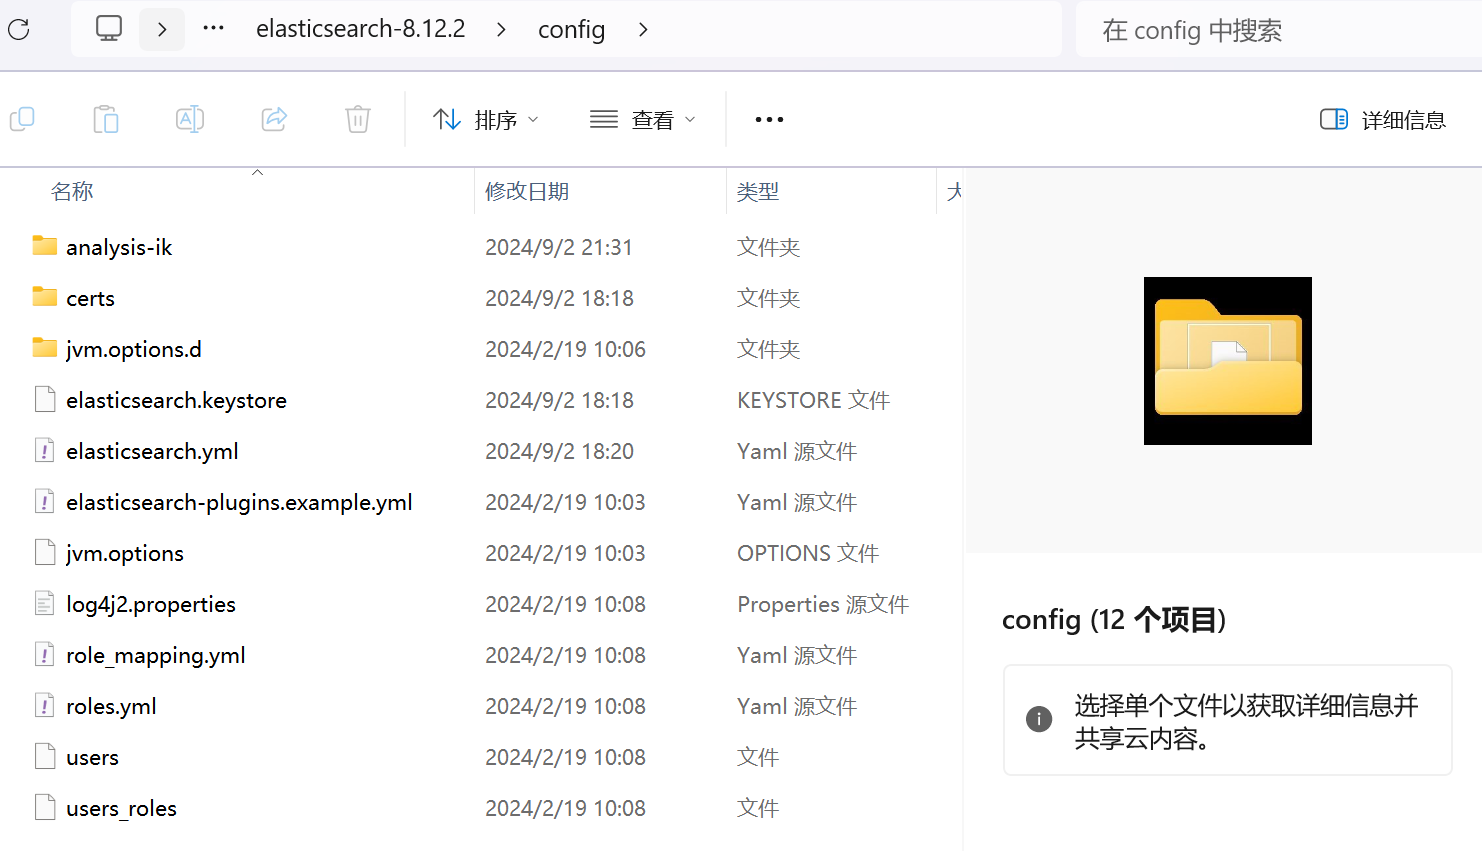 elasticsearch-8.12.2 > config >
在 config 中搜索
排序
查看
详细信息
名称 修改日期 类型 大
analysis-ik 2024/9/2 21:31 文件夹
certs 2024/9/2 18:18 文件夹
jvm.options.d 2024/2/19 10:06 文件夹
elasticsearch.keystore 2024/9/2 18:18 KEYSTORE 文件
elasticsearch.yml 2024/9/2 18:20 Yaml 源文件
elasticsearch-plugins.example.yml 2024/2/19 10:03 Yaml 源文件
jvm.options 2024/2/19 10:03 OPTIONS 文件
log4j2.properties 2024/2/19 10:08 Properties 源文件
role_mapping.yml 2024/2/19 10:08 Yaml 源文件
roles.yml 2024/2/19 10:08 Yaml 源文件
users 2024/2/19 10:08 文件
users_roles 2024/2/19 10:08 文件
config (12 个项目)
选择单个文件以获取详细信息并
共享云内容。